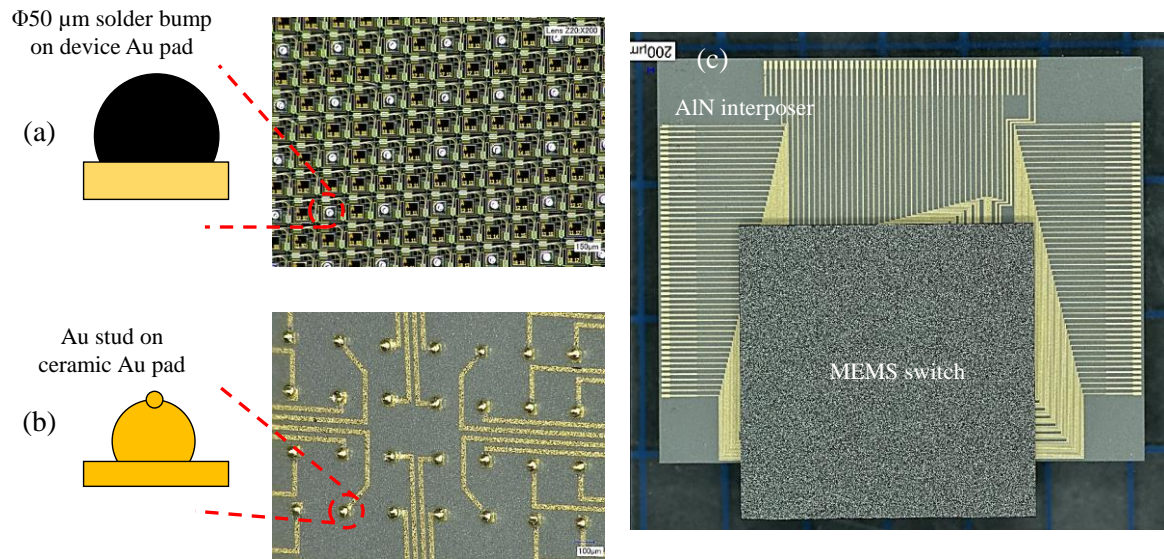 Φ50 µm solder bump
on device Au pad
(a)
Lens Z20:X200
150µm
Au stud on
ceramic Au pad
(b)
100µm
200µm
(c)
AlN interposer
MEMS switch